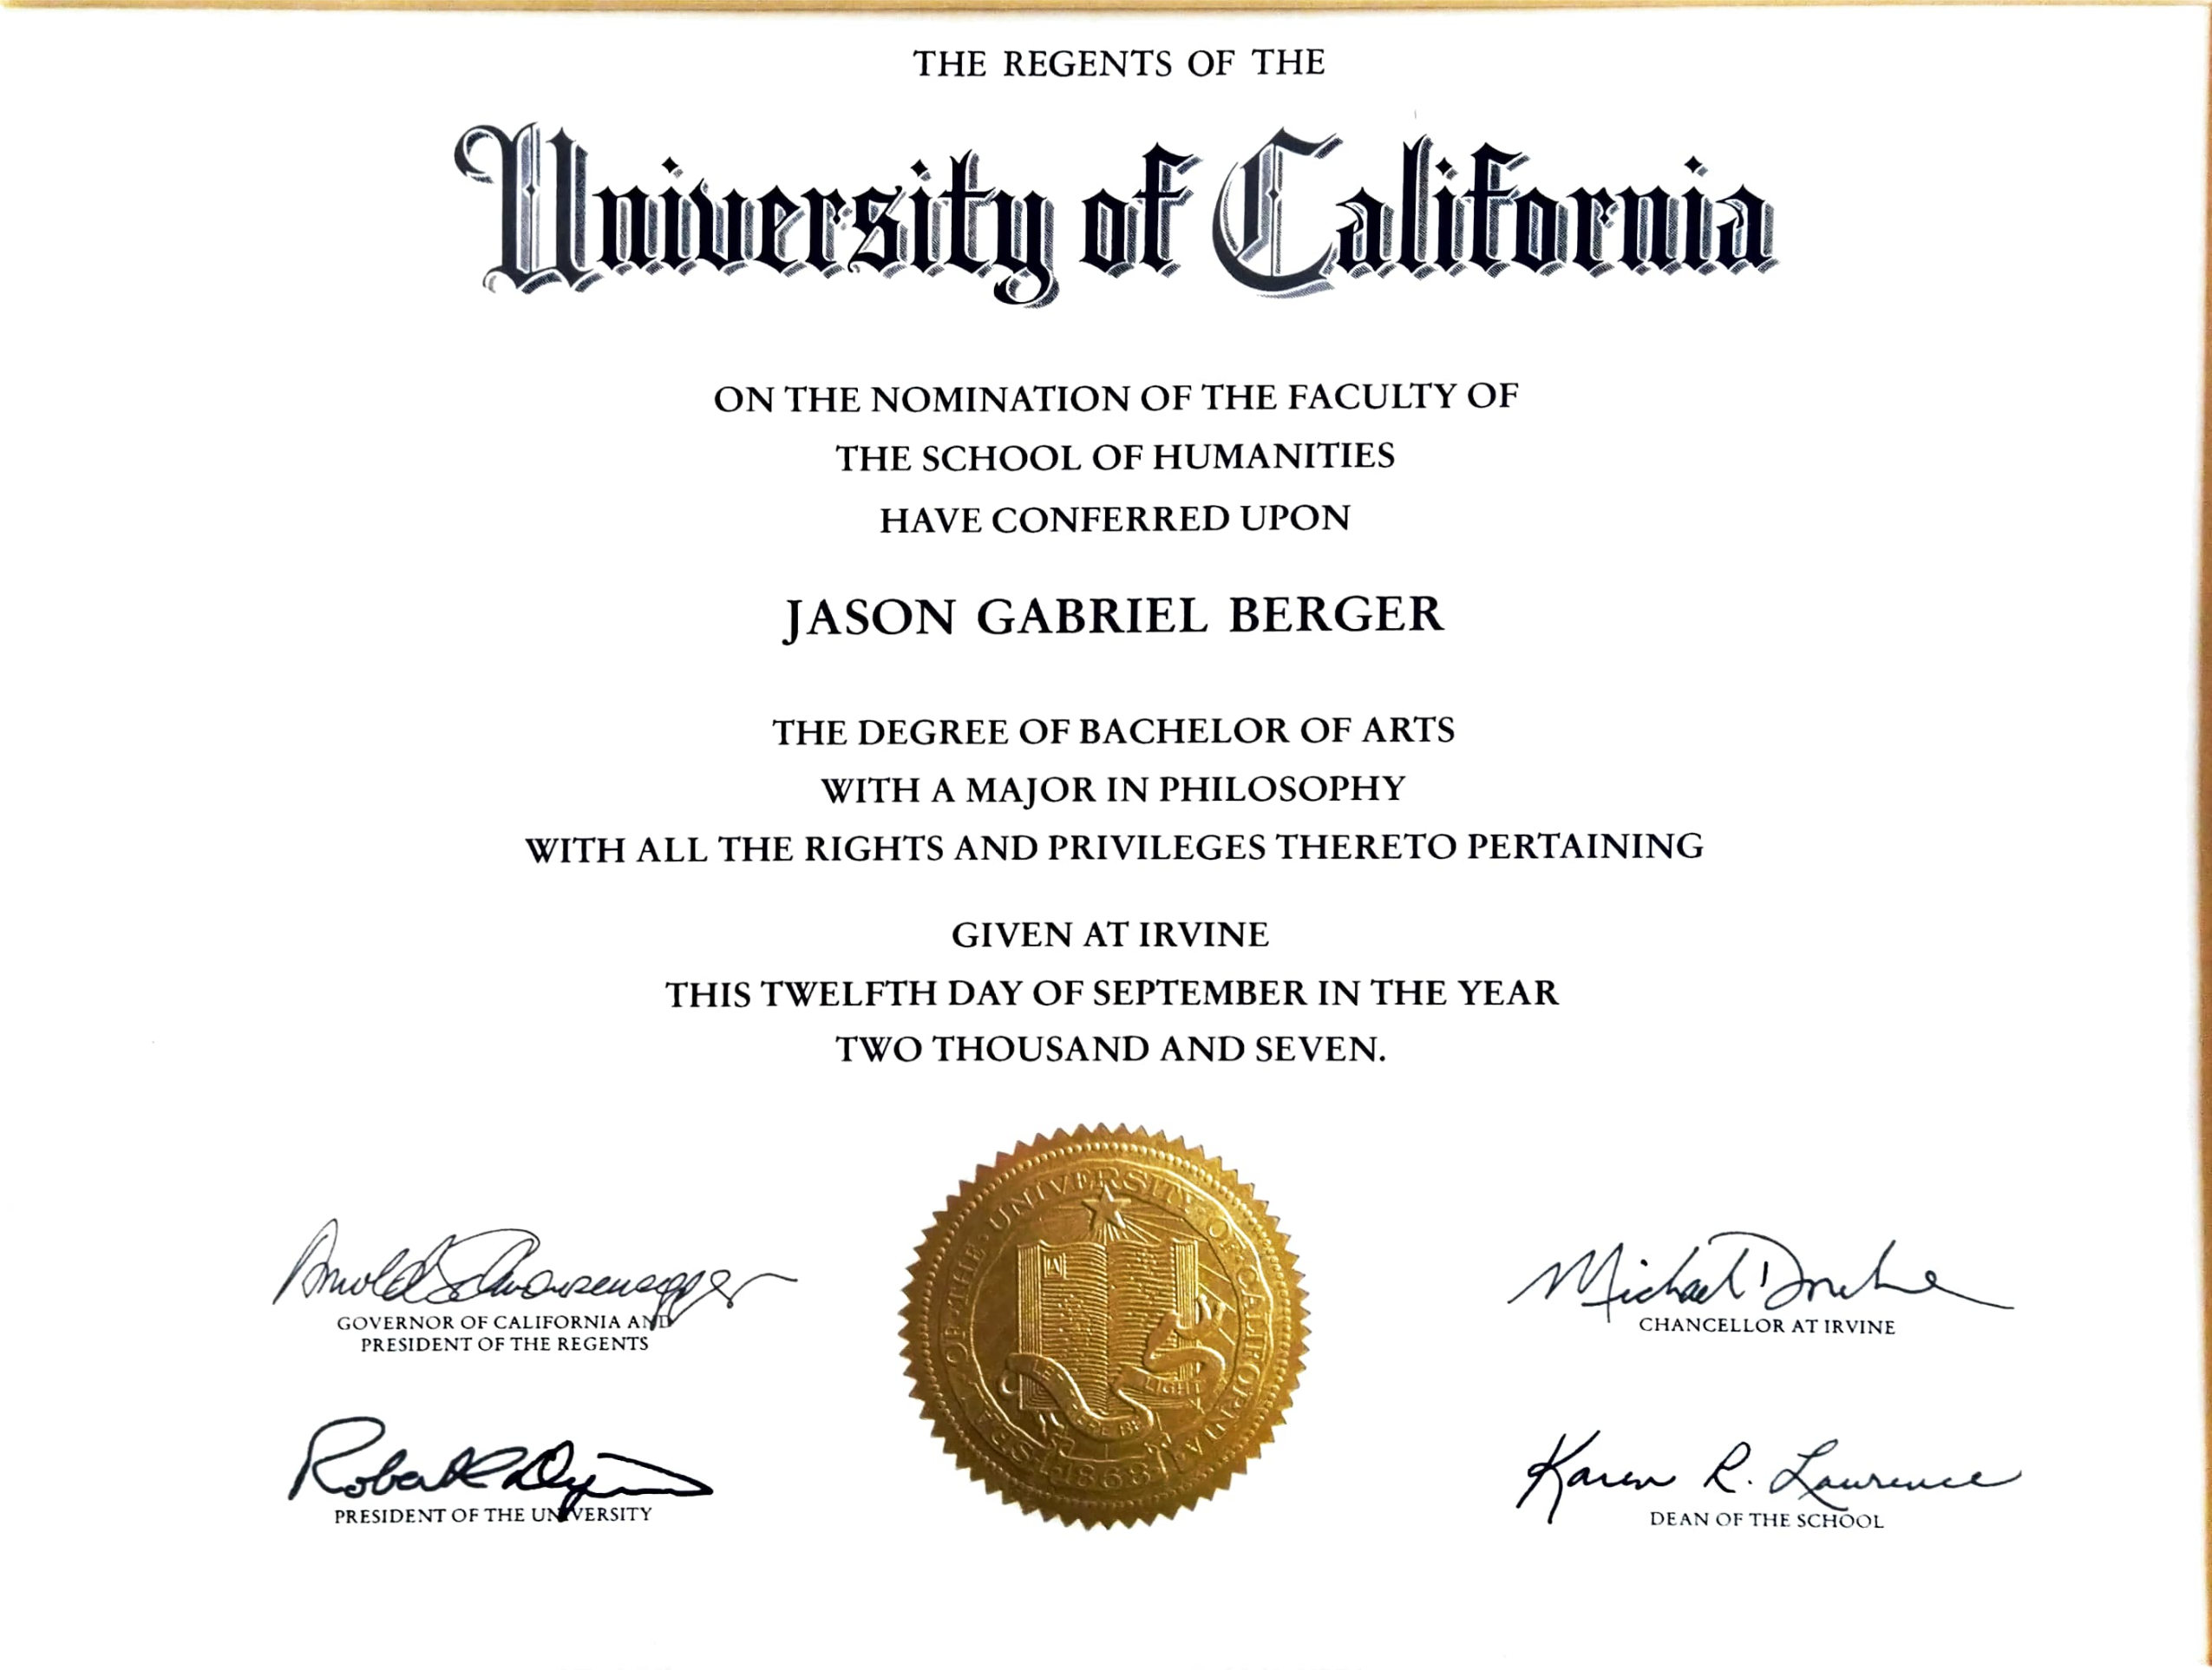 THE REGENTS OF THE
University of California
ON THE NOMINATION OF THE FACULTY OF
THE SCHOOL OF HUMANITIES
HAVE CONFERRED UPON
JASON GABRIEL BERGER
THE DEGREE OF BACHELOR OF ARTS
WITH A MAJOR IN PHILOSOPHY
WITH ALL THE RIGHTS AND PRIVILEGES THERETO PERTAINING
GIVEN AT IRVINE
THIS TWELFTH DAY OF SEPTEMBER IN THE YEAR
TWO THOUSAND AND SEVEN.
Arnold Schwarzenegger
GOVERNOR OF CALIFORNIA AND
PRESIDENT OF THE REGENTS
Robert C Dynes
PRESIDENT OF THE UNIVERSITY
SEAL OF THE UNIVERSITY OF CALIFORNIA
LET THERE BE LIGHT
1868
Michael Drake
CHANCELLOR AT IRVINE
Karen R. Lawrence
DEAN OF THE SCHOOL